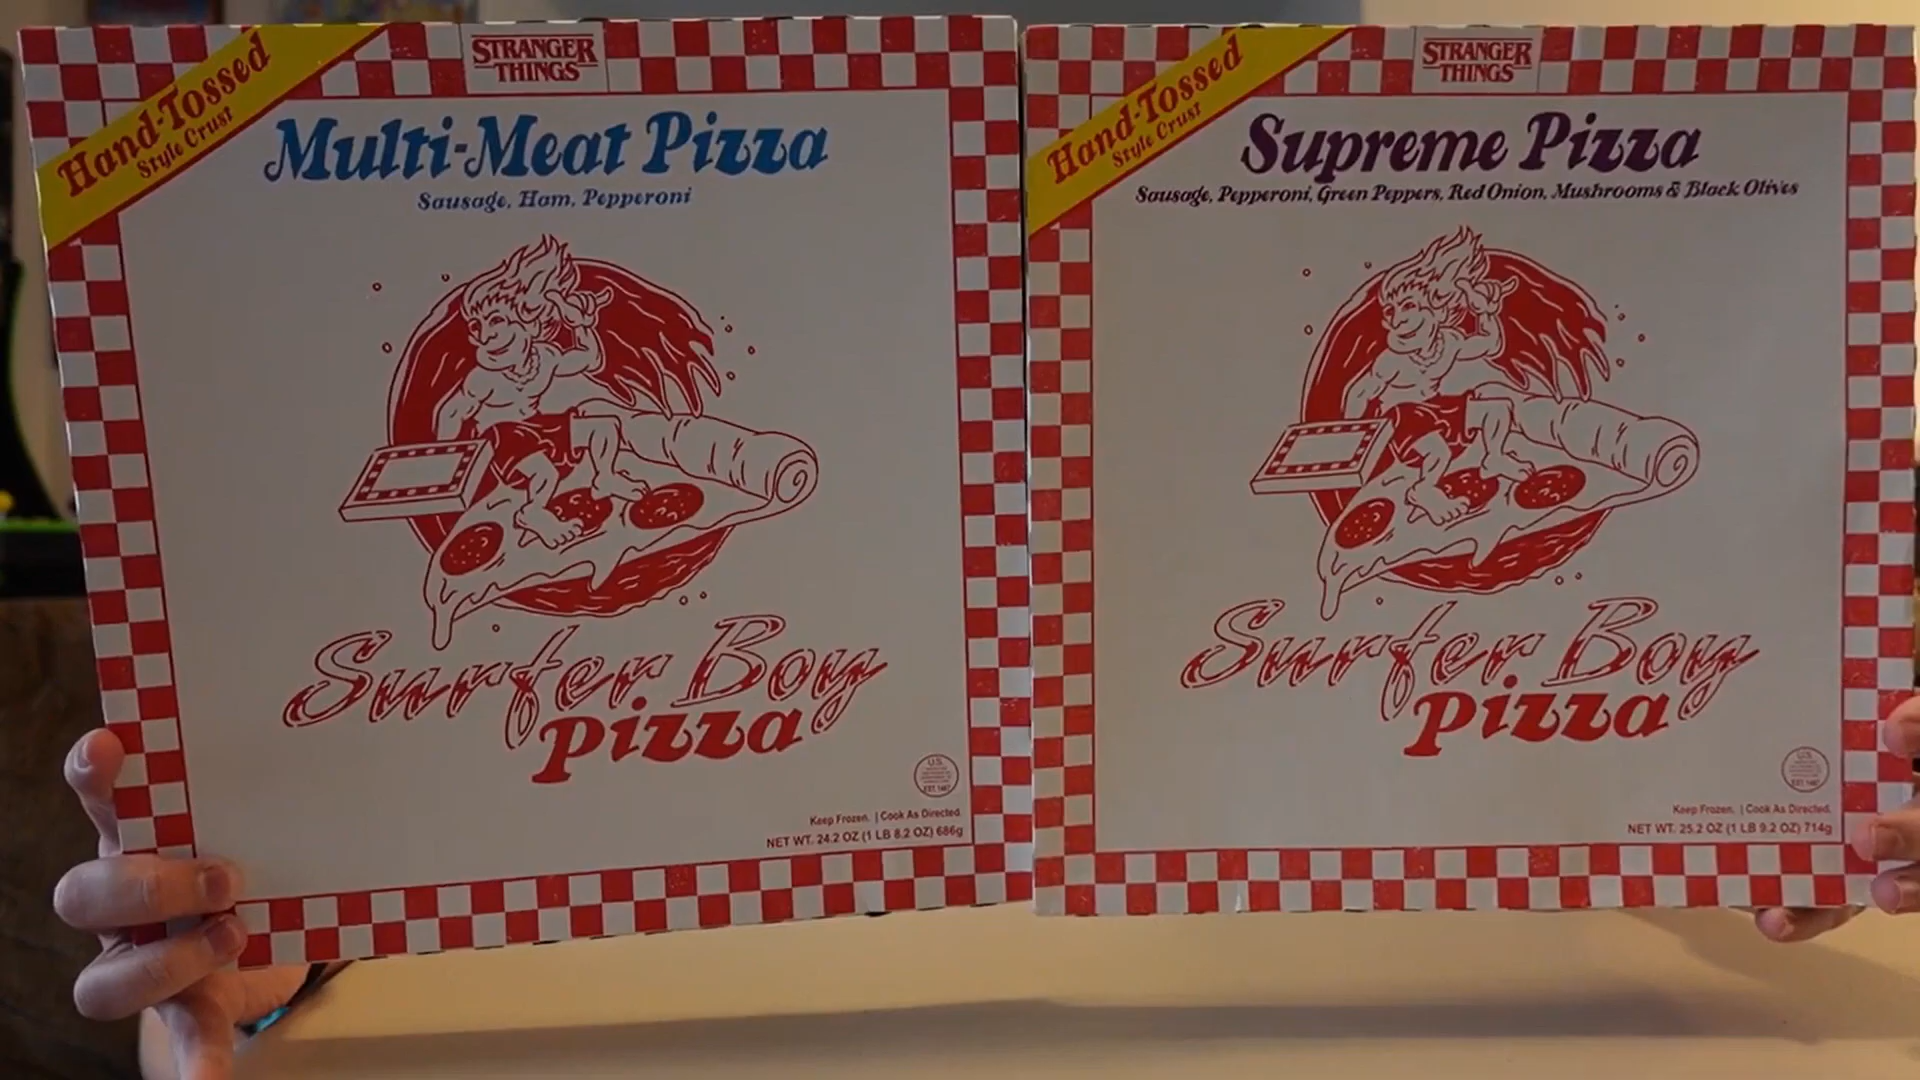 Hand-Tossed
Style Crust
STRANGER
THINGS
Multi-Meat Pizza
Sausage, Ham, Pepperoni
Surfer Boy
Pizza
U.S.
Keep Frozen. | Cook As Directed.
NET WT. 24.2 OZ (1 LB 8.2 OZ) 686g
Hand-Tossed
Style Crust
STRANGER
THINGS
Supreme Pizza
Sausage, Pepperoni, Green Peppers, Red Onion, Mushrooms & Black Olives
Surfer Boy
Pizza
U.S.
Keep Frozen. | Cook As Directed.
NET WT. 25.2 OZ (1 LB 9.2 OZ) 714g